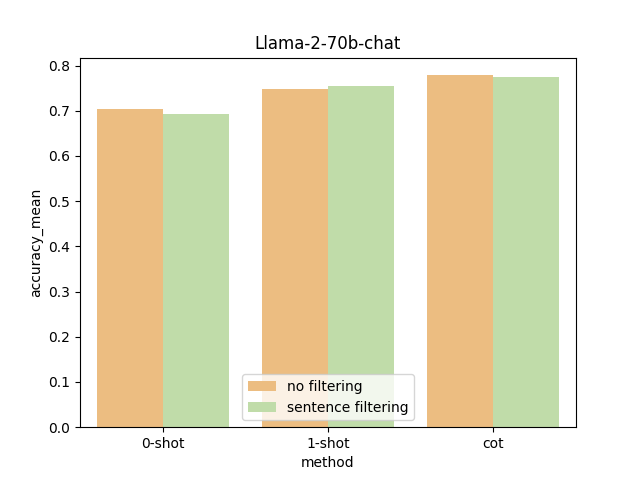 Llama-2-70b-chat
accuracy_mean
0.8
0.7
0.6
0.5
0.4
0.3
0.2
0.1
0.0
no filtering
sentence filtering
0-shot
1-shot
cot
method